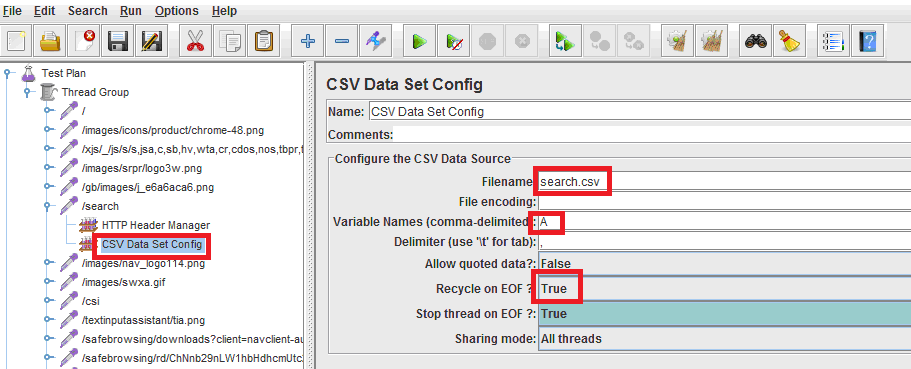 File Edit Search Run Options Help
Test Plan
Thread Group
/
/images/icons/product/chrome-48.png
/xjs/_/js/s/s,jsa,c,sb,hv,wta,cr,cdos,nos,tbpr,
/images/srpr/logo3w.png
/gb/images/j_e6a6aca6.png
/search
HTTP Header Manager
CSV Data Set Config
/images/nav_logo114.png
/images/swxa.gif
/csi
/textinputassistant/tia.png
/safebrowsing/downloads?client=navclient-au
/safebrowsing/rd/ChNnb29nLW1hbHdhcmUtc
CSV Data Set Config
Name: CSV Data Set Config
Comments:
Configure the CSV Data Source
Filename search.csv
File encoding:
Variable Names (comma-delimited): A
Delimiter (use '\t' for tab): ,
Allow quoted data?: False
Recycle on EOF ?: True
Stop thread on EOF ?: True
Sharing mode: All threads